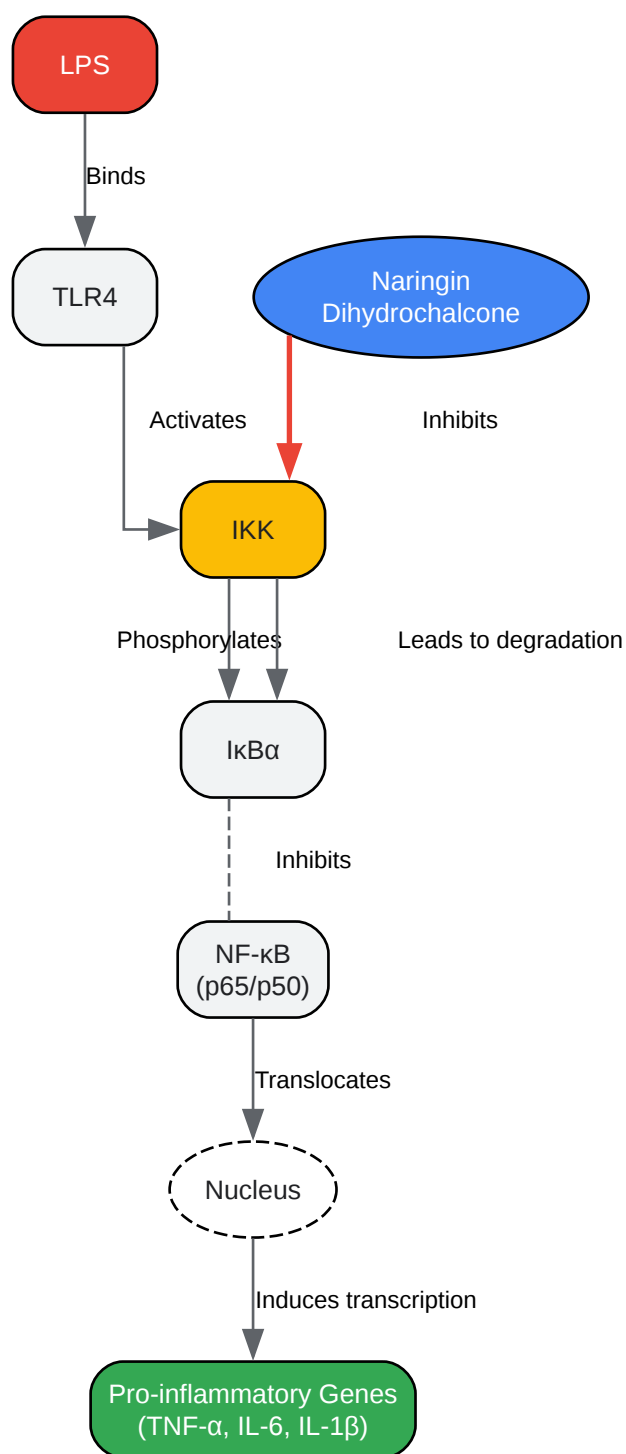 LPS
Binds
TLR4
Naringin
Dihydrochalcone
Activates
Inhibits
IKK
Phosphorylates
Leads to degradation
IκBα
Inhibits
NF-κB
(p65/p50)
Translocates
Nucleus
Induces transcription
Pro-inflammatory Genes
(TNF-α, IL-6, IL-1β)